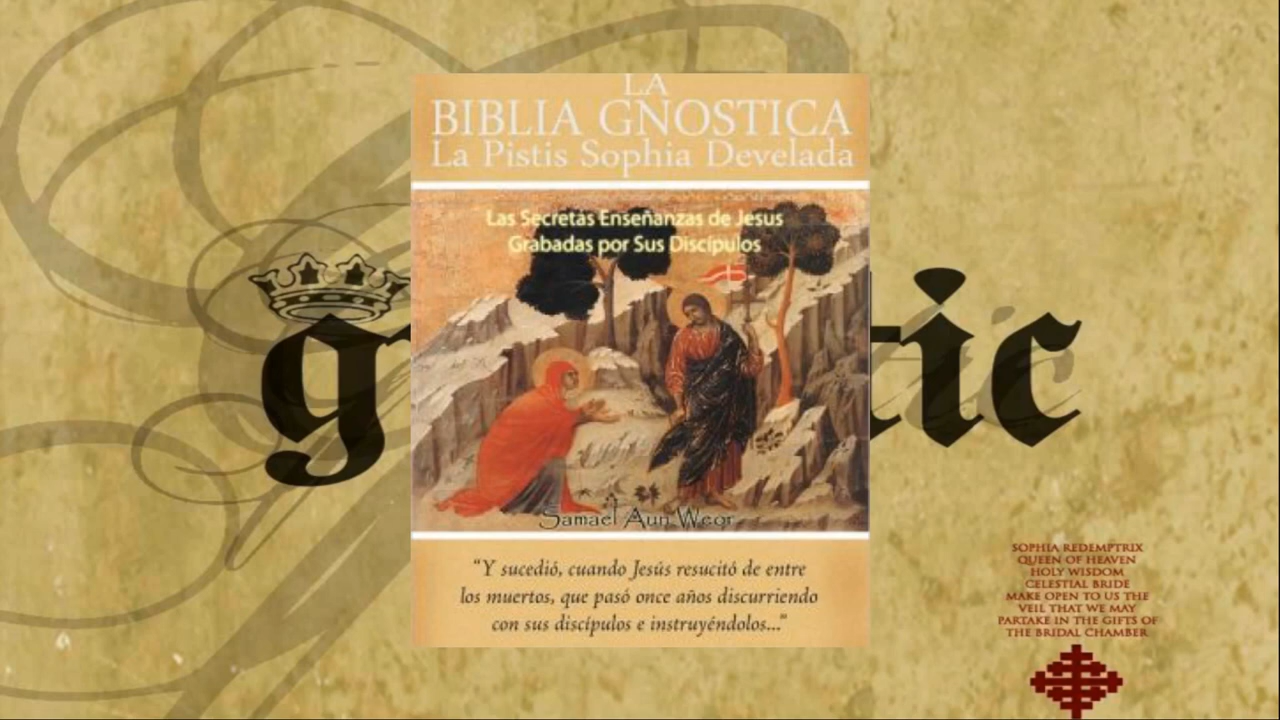 LA
BIBLIA GNOSTICA
La Pistis Sophia Develada
Las Secretas Enseñanzas de Jesus
Grabadas por Sus Discípulos
Samael Aun Weor
"Y sucedió, cuando Jesús resucitó de entre
los muertos, que pasó once años discurriendo
con sus discípulos e instruyéndolos..."
g tic
SOPHIA REDEMPTRIX
QUEEN OF HEAVEN
HOLY WISDOM
CELESTIAL BRIDE
MAKE OPEN TO US THE
VEIL THAT WE MAY
PARTAKE IN THE GIFTS OF
THE BRIDAL CHAMBER